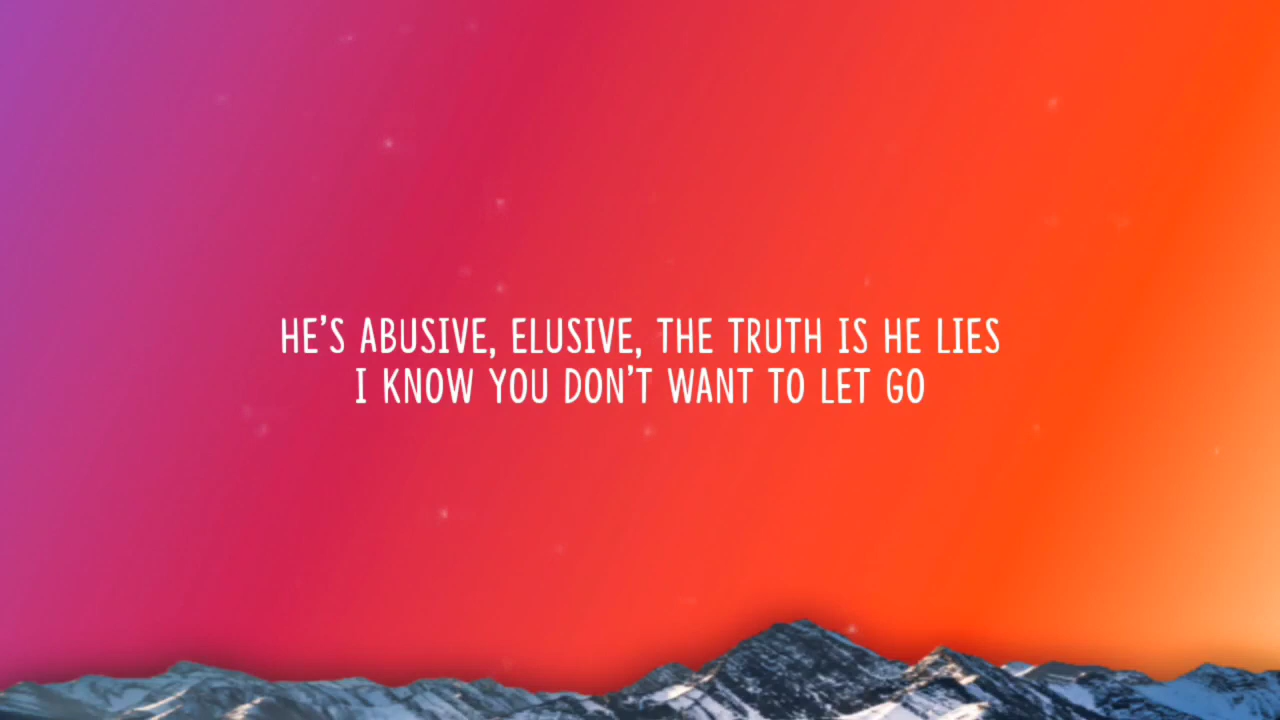 HE'S ABUSIVE, ELUSIVE, THE TRUTH IS HE LIES
I KNOW YOU DON'T WANT TO LET GO